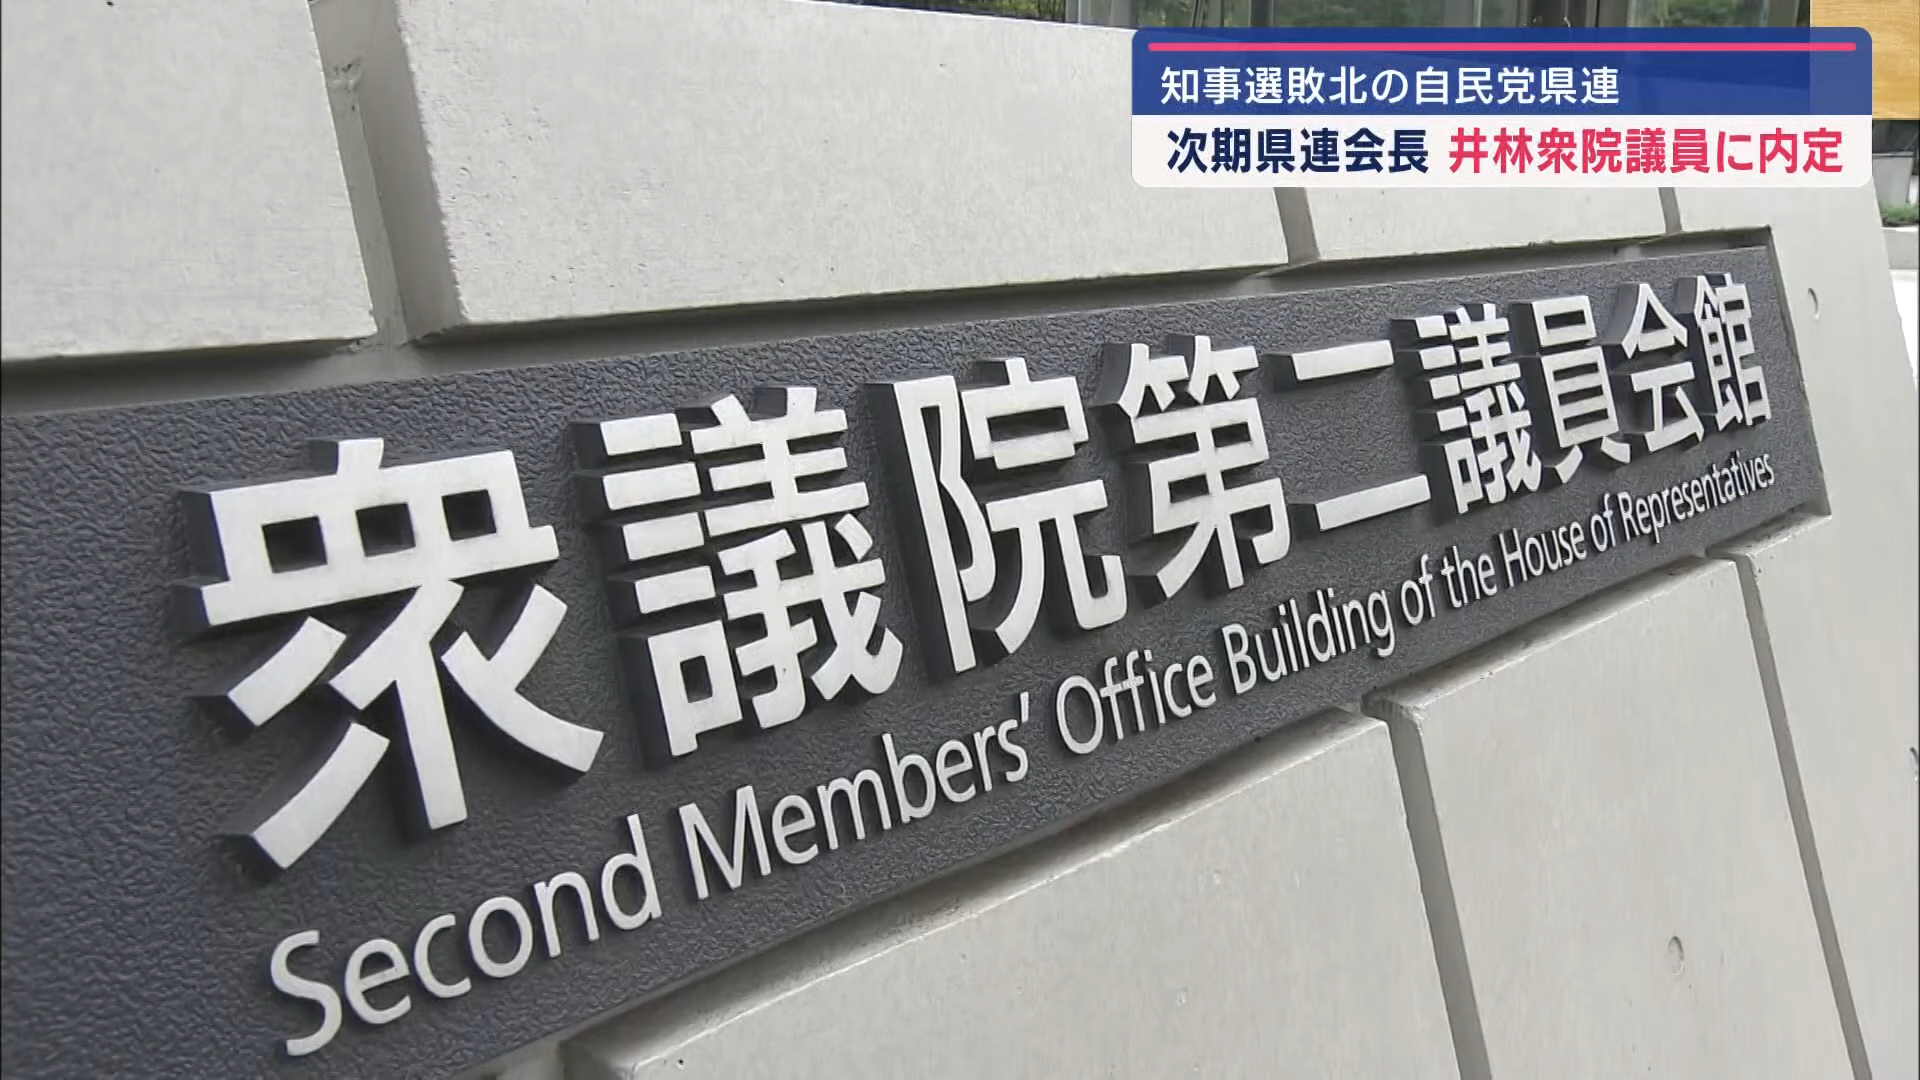 知事選敗北の自民党県連
次期県連会長 井林衆院議員に内定
衆議院第二議員会館
Second Members' Office Building of the House of Representatives